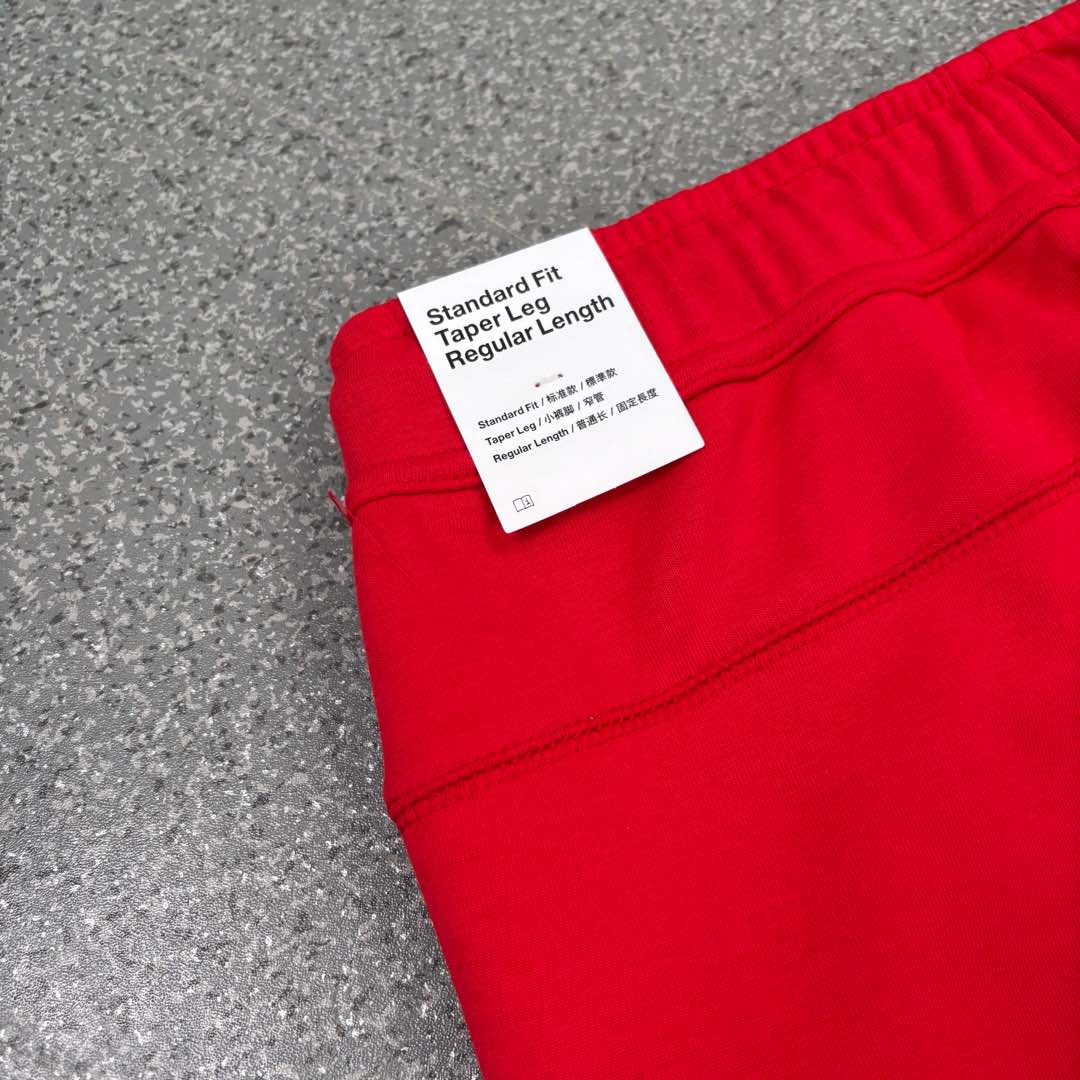 Standard Fit
Taper Leg
Regular Length
Standard Fit / 标准款 / 標準款
Taper Leg / 小裤脚 / 窄管
Regular Length / 普通长 / 固定長度
i